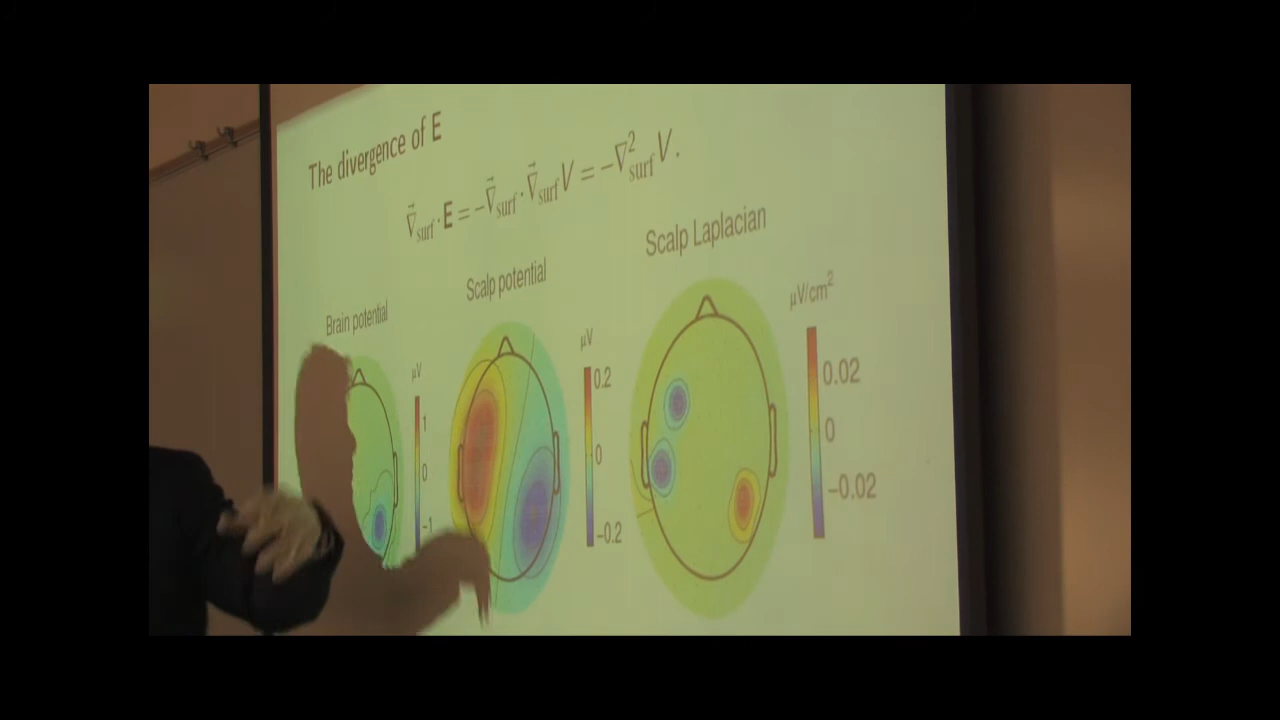 The divergence of E
∇⃗surf · E = −∇⃗surf · ∇⃗surf V = −∇²surf V.
Scalp Laplacian
Scalp potential
Brain potential
μV/cm²
μV
μV
0.02
0.2
1
0
0
0
−0.02
−0.2
−1